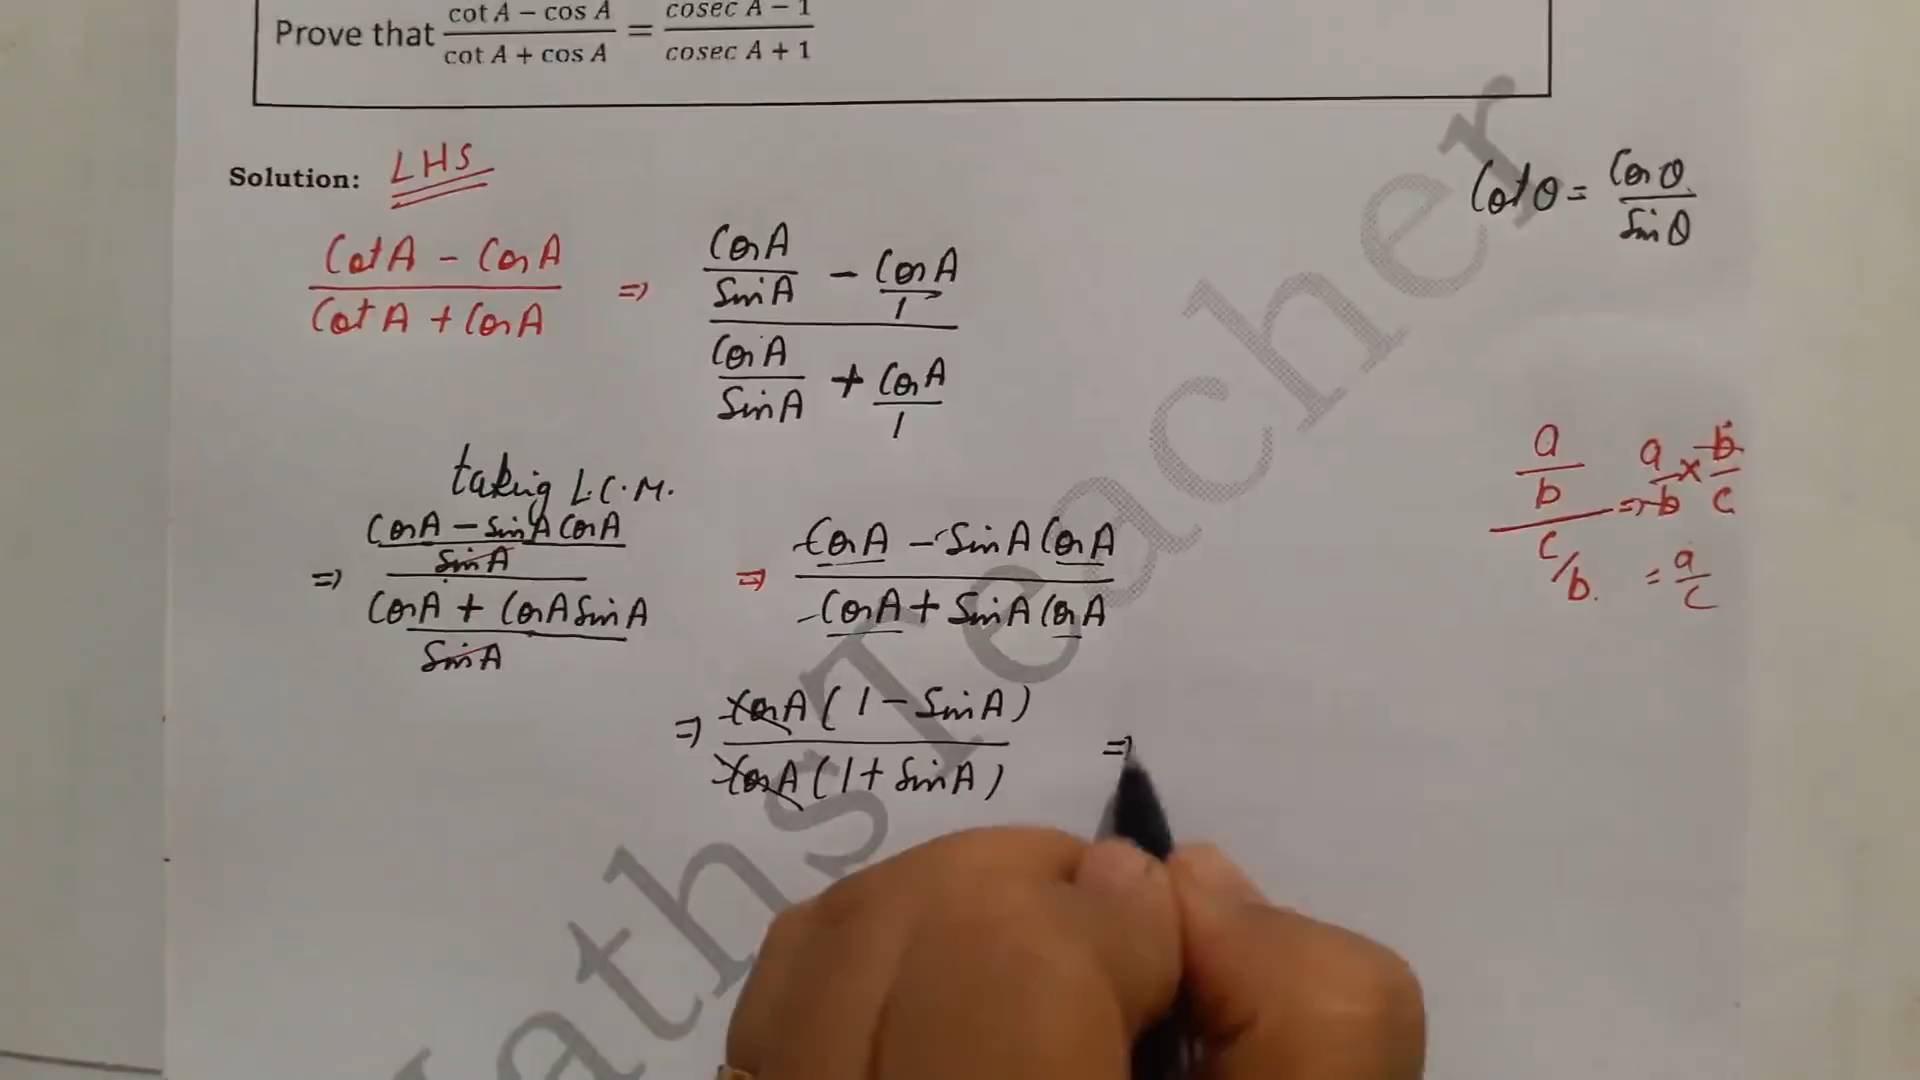 Prove that (cot A − cos A)/(cot A + cos A) = (cosec A − 1)/(cosec A + 1)
Solution: LHS
Cot θ = Cos θ / Sin θ
(Cot A − Cos A)/(Cot A + Cos A) ⇒ (Cos A/Sin A − Cos A/1)/(Cos A/Sin A + Cos A/1)
a/b / c/b ⇒ a/b × b/c
= a/c
taking L.C.M.
⇒ ((Cos A − Sin A Cos A)/Sin A)/((Cos A + Cos A Sin A)/Sin A) ⇒ (Cos A − Sin A Cos A)/(Cos A + Sin A Cos A)
⇒ Cos A (1 − Sin A)/Cos A (1 + Sin A) ⇒
Maths Teacher